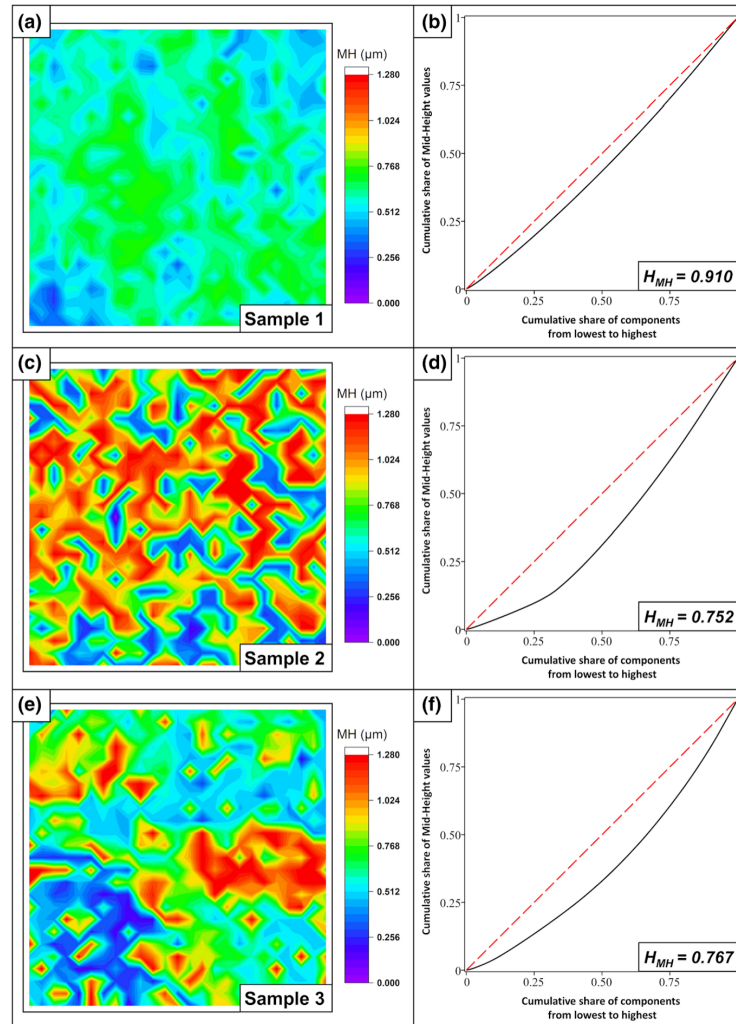 (a)
MH (μm)
1.280
1.024
0.768
0.512
0.256
0.000
Sample 1
(b)
Cumulative share of Mid-Height values
1
0.75
0.50
0.25
0
0
0.25
0.50
0.75
H_MH = 0.910
Cumulative share of components
from lowest to highest
(c)
MH (μm)
1.280
1.024
0.768
0.512
0.256
0.000
Sample 2
(d)
Cumulative share of Mid-Height values
1
0.75
0.50
0.25
0
0
0.25
0.50
0.75
H_MH = 0.752
Cumulative share of components
from lowest to highest
(e)
MH (μm)
1.280
1.024
0.768
0.512
0.256
0.000
Sample 3
(f)
Cumulative share of Mid-Height values
1
0.75
0.50
0.25
0
0
0.25
0.50
0.75
H_MH = 0.767
Cumulative share of components
from lowest to highest